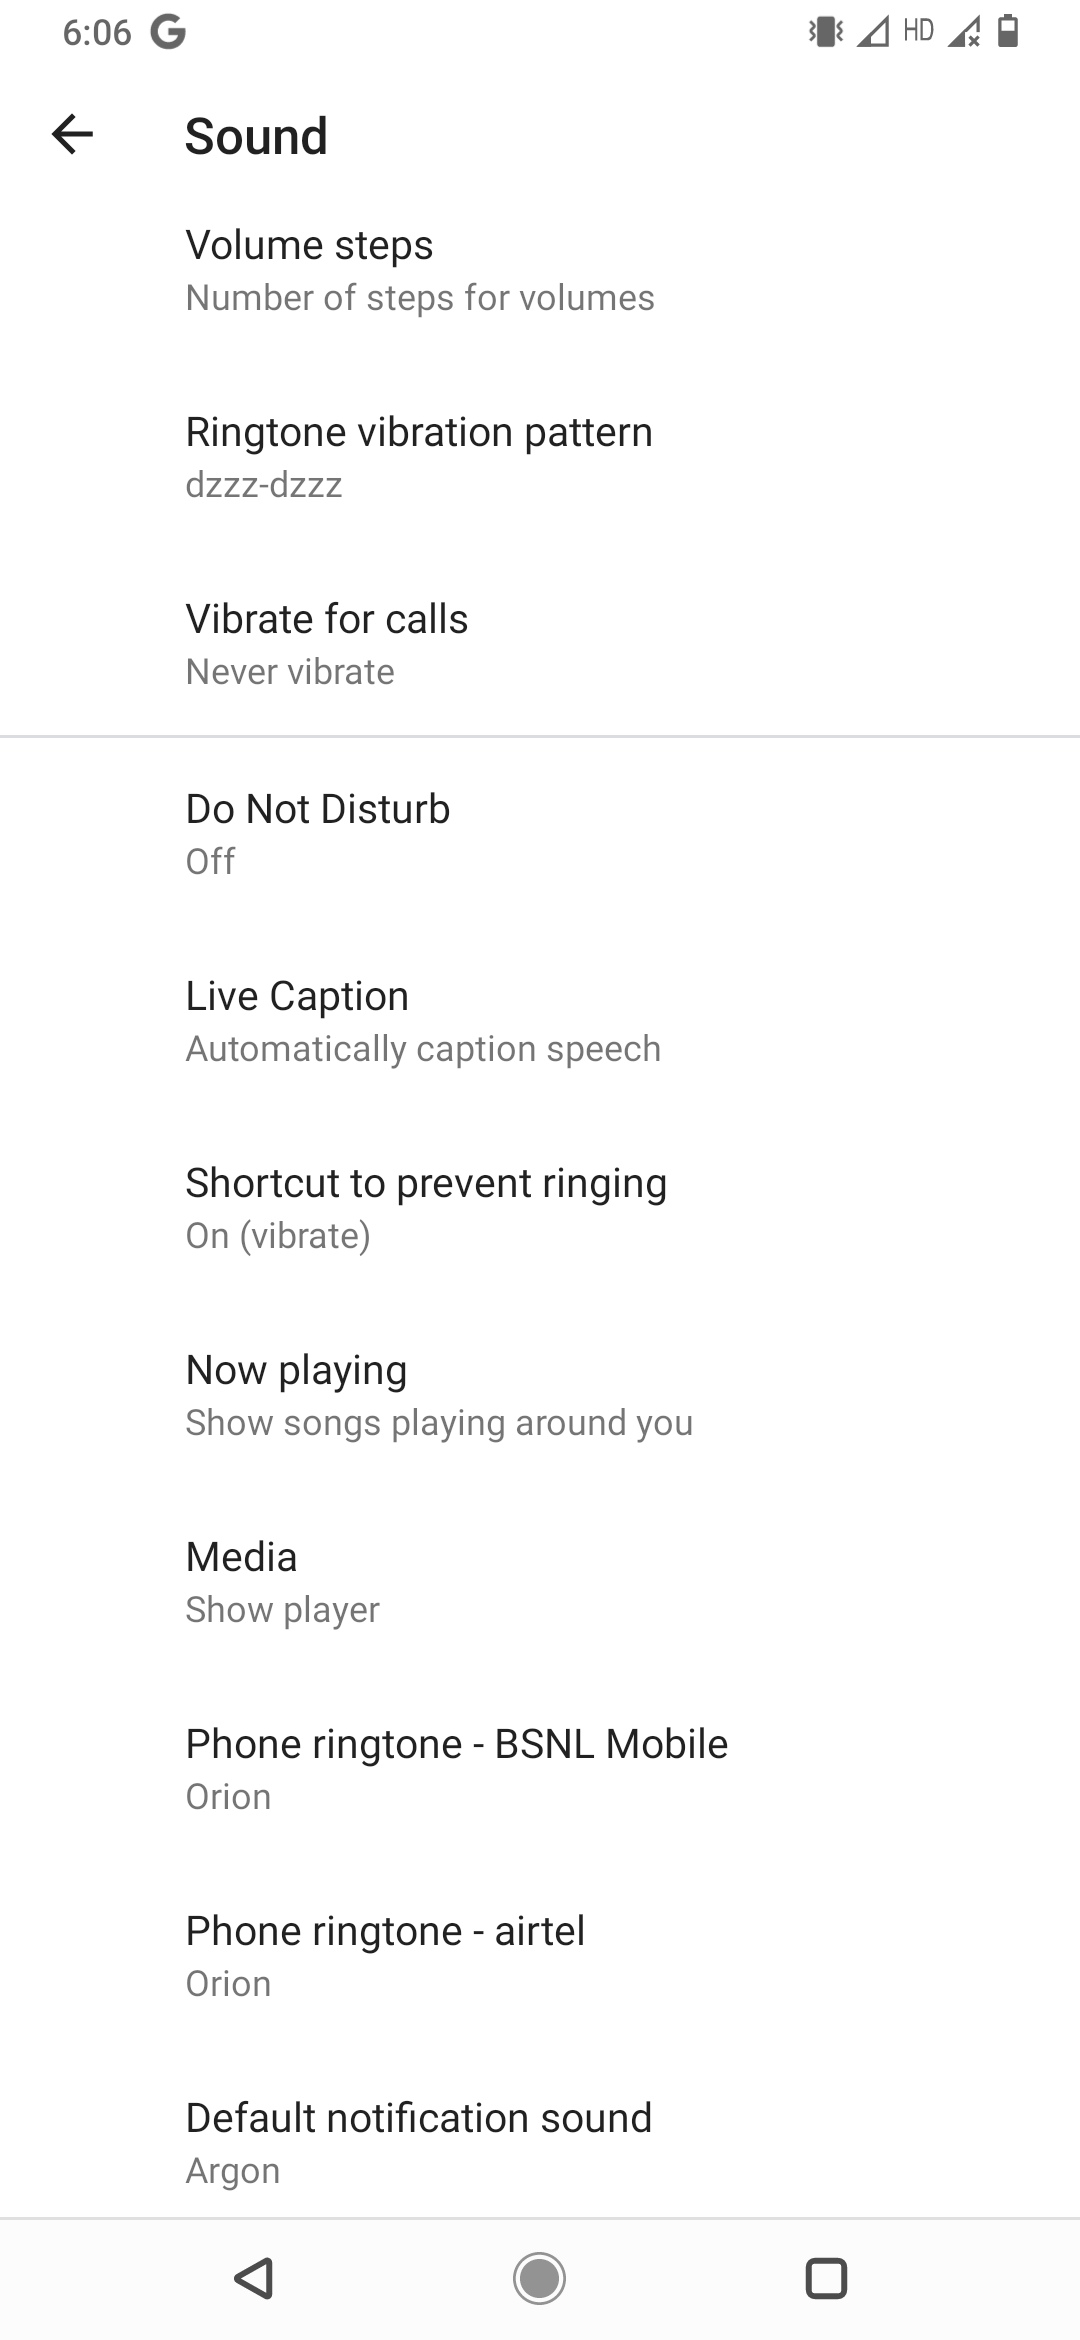 6:06 G HD
Sound
Volume steps
Number of steps for volumes
Ringtone vibration pattern
dzzz-dzzz
Vibrate for calls
Never vibrate
Do Not Disturb
Off
Live Caption
Automatically caption speech
Shortcut to prevent ringing
On (vibrate)
Now playing
Show songs playing around you
Media
Show player
Phone ringtone - BSNL Mobile
Orion
Phone ringtone - airtel
Orion
Default notification sound
Argon